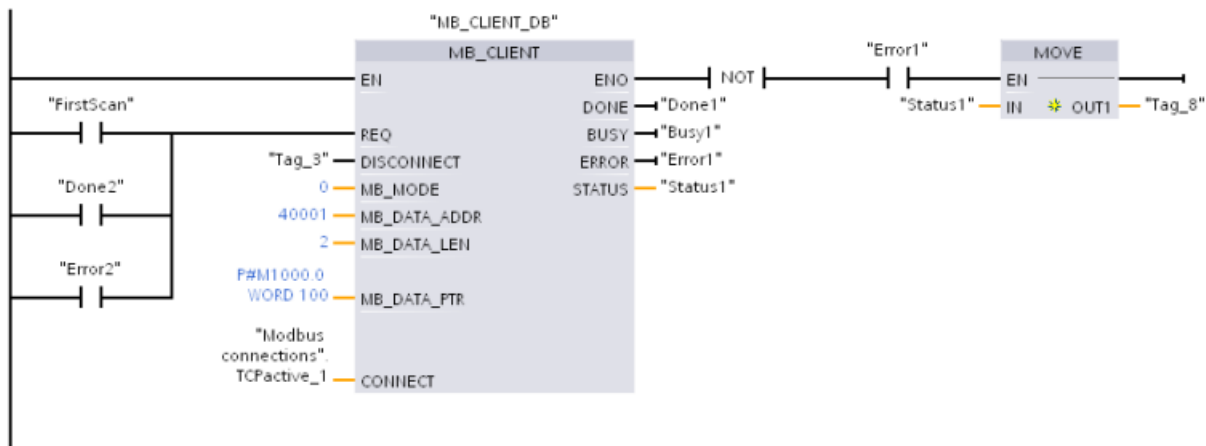 "MB_CLIENT_DB"
MB_CLIENT
"Error1"
MOVE
EN
ENO
NOT
EN
"FirstScan"
DONE
"Done1"
"Status1"
IN
OUT1
"Tag_8"
REQ
BUSY
"Busy1"
"Tag_3"
DISCONNECT
ERROR
"Error1"
"Done2"
0
MB_MODE
STATUS
"Status1"
40001
MB_DATA_ADDR
2
MB_DATA_LEN
"Error2"
P#M1000.0
WORD 100
MB_DATA_PTR
"Modbus
connections".
TCPactive_1
CONNECT